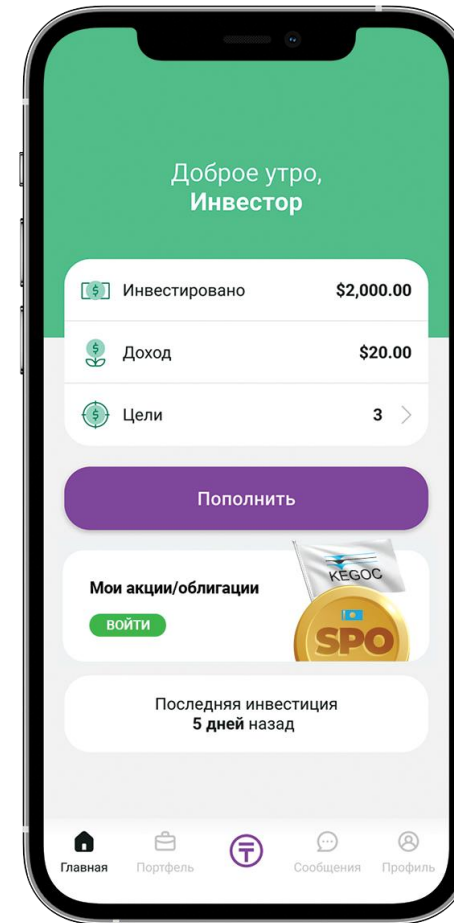 Доброе утро,
Инвестор
Инвестировано $2,000.00
Доход $20.00
Цели 3
Пополнить
KEGOC
Мои акции/облигации
SPO
ВОЙТИ
Последняя инвестиция
5 дней назад
Главная Портфель ₸ Сообщения Профиль